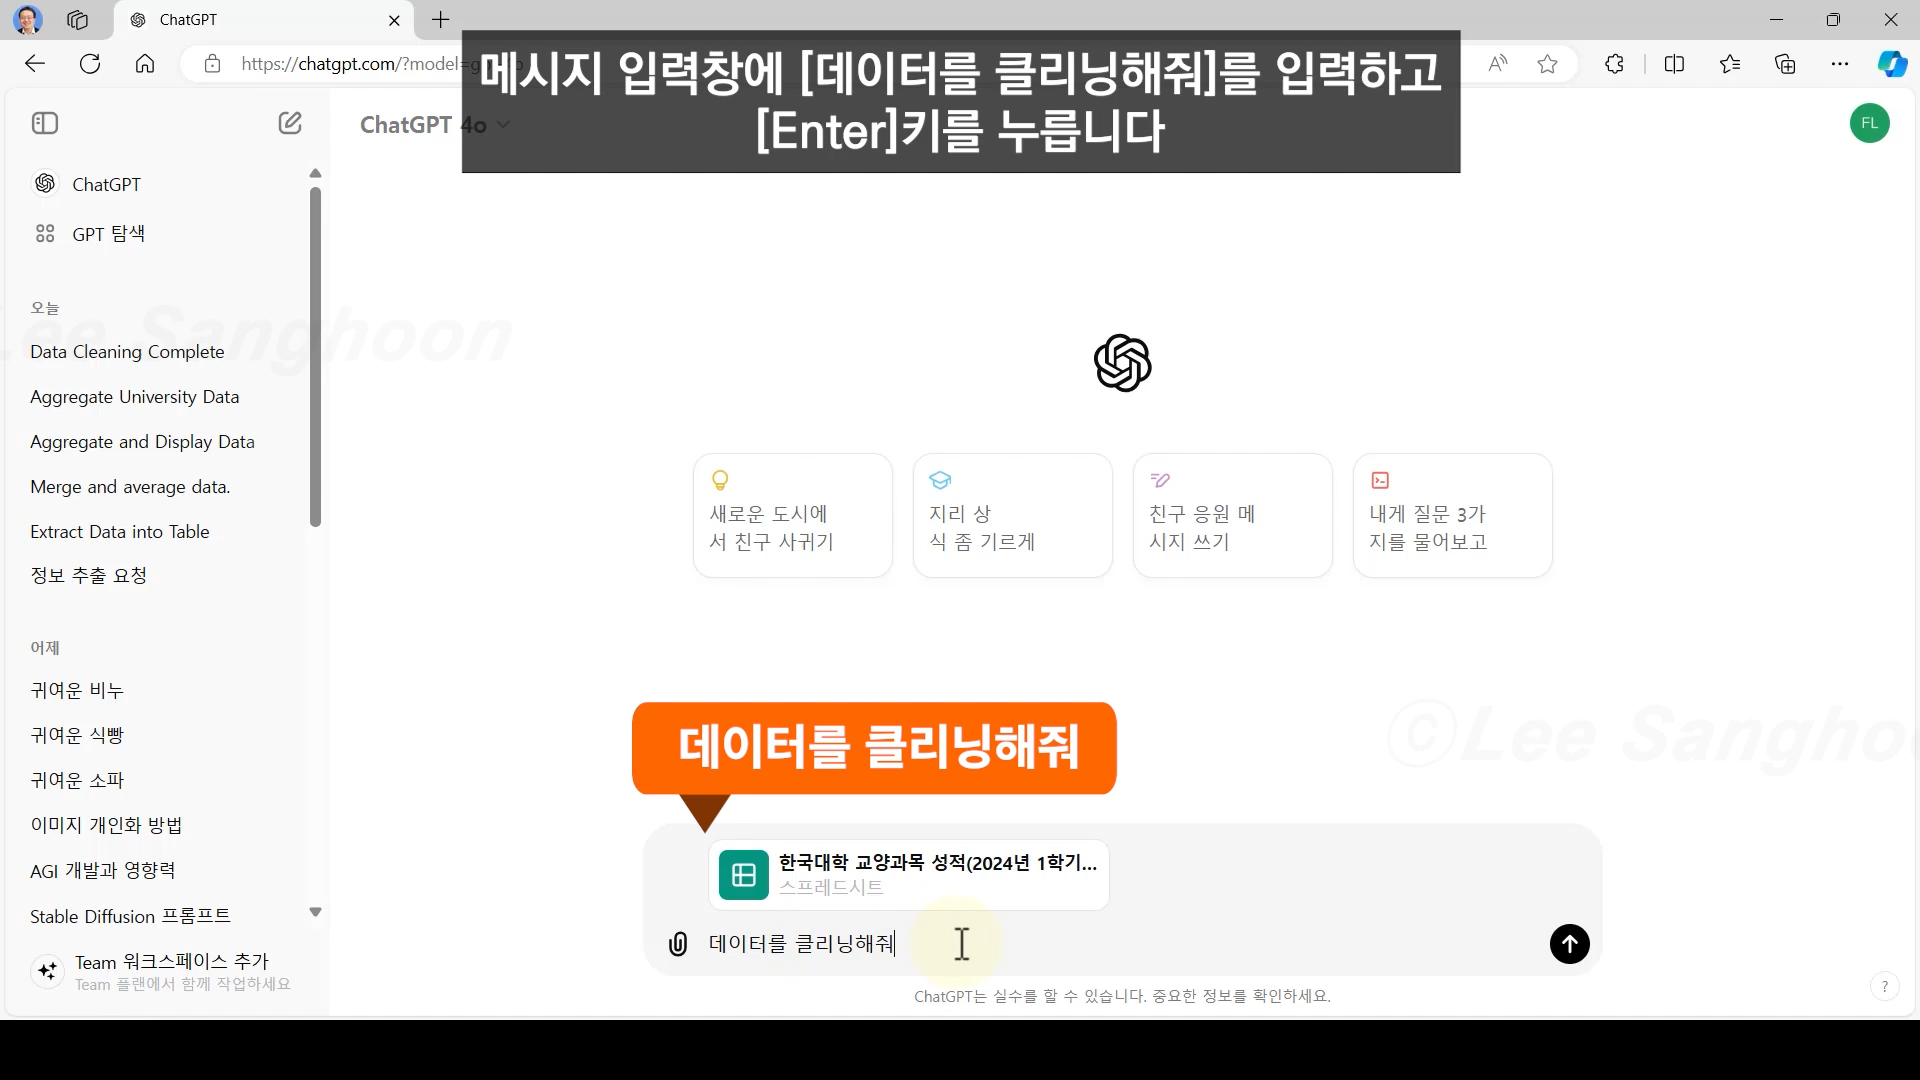 ChatGPT
https://chatgpt.com/?model=
메시지 입력창에 [데이터를 클리닝해줘]를 입력하고
[Enter]키를 누릅니다
ChatGPT 4o
FL
ChatGPT
GPT 탐색
오늘
Data Cleaning Complete
Aggregate University Data
Aggregate and Display Data
Merge and average data.
Extract Data into Table
정보 추출 요청
어제
귀여운 비누
귀여운 식빵
귀여운 소파
이미지 개인화 방법
AGI 개발과 영향력
Stable Diffusion 프롬프트
Team 워크스페이스 추가
Team 플랜에서 함께 작업하세요
Lee Sanghoon
새로운 도시에
서 친구 사귀기
지리 상
식 좀 기르게
친구 응원 메
시지 쓰기
내게 질문 3가
지를 물어보고
©Lee Sangho
데이터를 클리닝해줘
한국대학 교양과목 성적(2024년 1학기...
스프레드시트
데이터를 클리닝해줘
ChatGPT는 실수를 할 수 있습니다. 중요한 정보를 확인하세요.
?